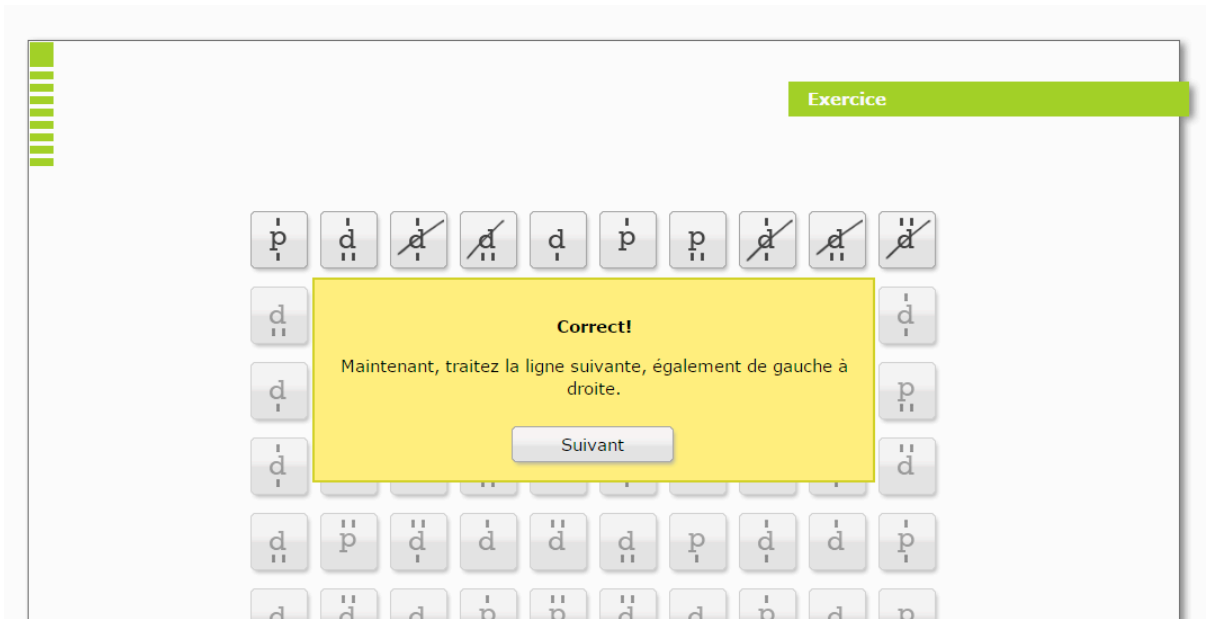 Exercice
p d d d d p p d d d
Correct!
Maintenant, traitez la ligne suivante, également de gauche à
droite.
Suivant
d d
d p
d d
d p d d d d p d d p
d d d p p d d p d p